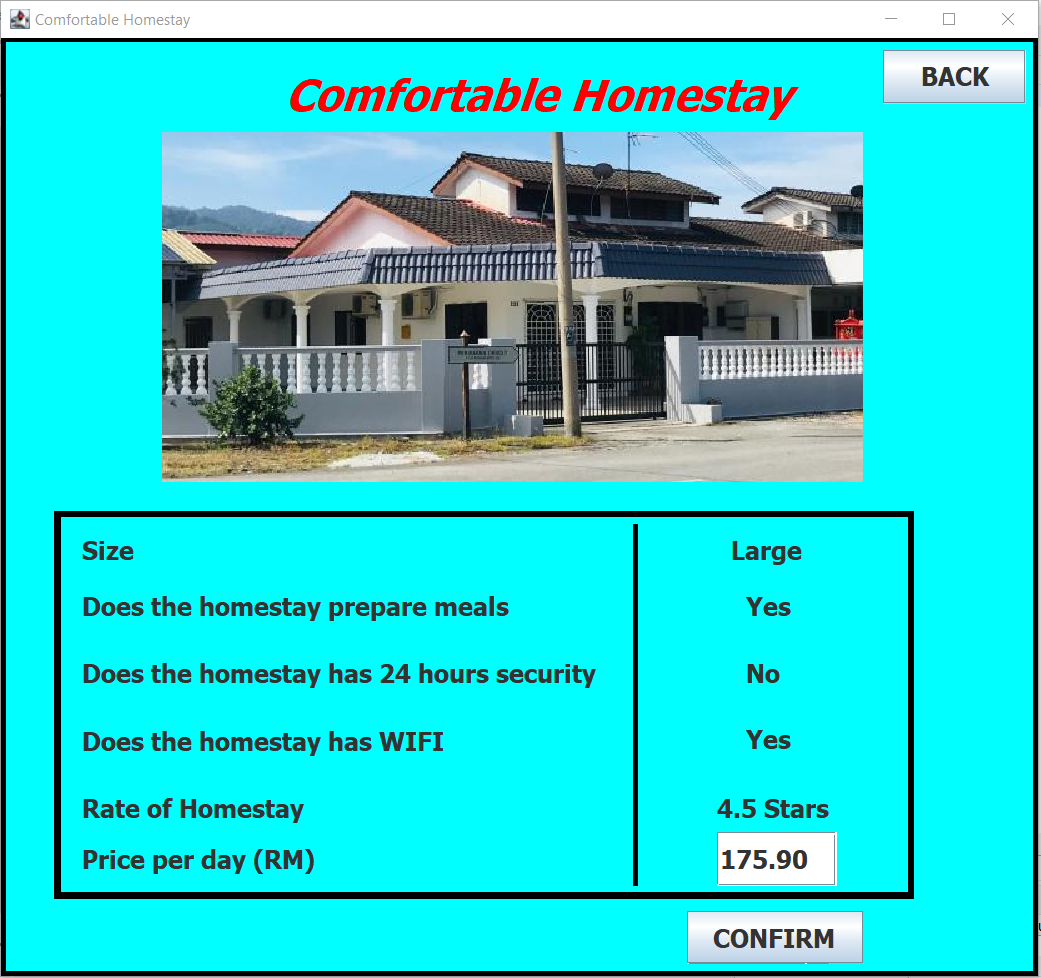 Comfortable Homestay
BACK
Comfortable Homestay
Size Large
Does the homestay prepare meals Yes
Does the homestay has 24 hours security No
Does the homestay has WIFI Yes
Rate of Homestay 4.5 Stars
Price per day (RM) 175.90
CONFIRM